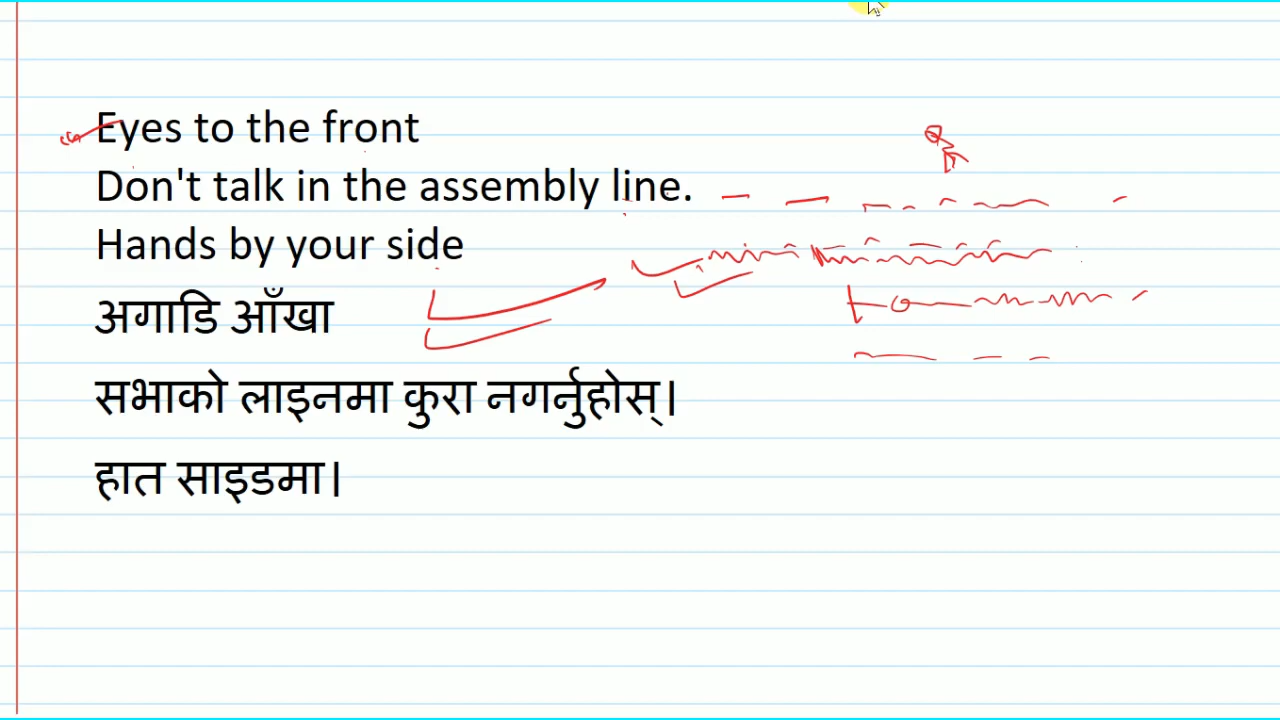 Eyes to the front
Don't talk in the assembly line.
Hands by your side
अगाडि आँखा
सभाको लाइनमा कुरा नगर्नुहोस्।
हात साइडमा।